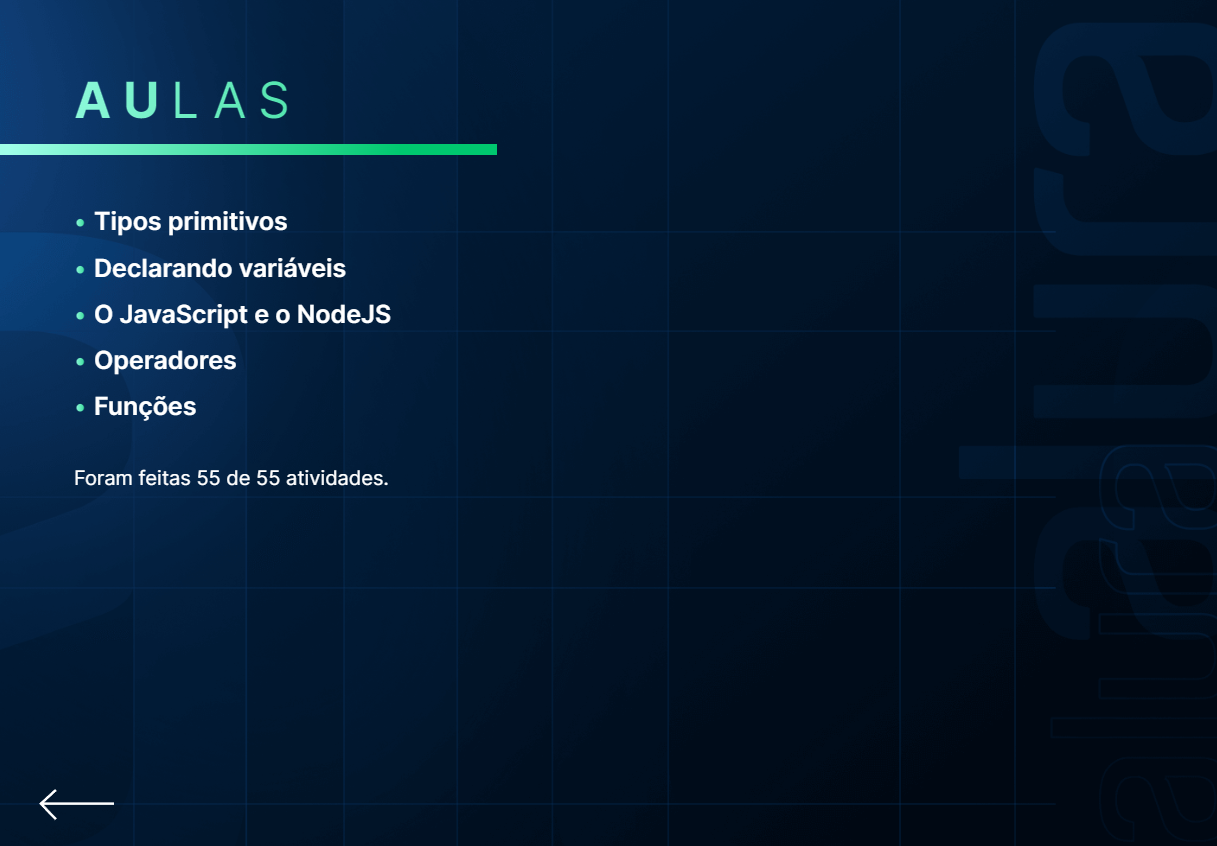 AULAS
• Tipos primitivos
• Declarando variáveis
• O JavaScript e o NodeJS
• Operadores
• Funções
Foram feitas 55 de 55 atividades.
alura
alura